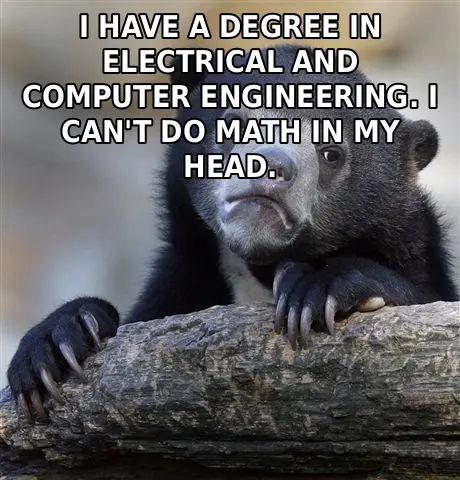 I HAVE A DEGREE IN
ELECTRICAL AND
COMPUTER ENGINEERING. I
CAN'T DO MATH IN MY
HEAD.